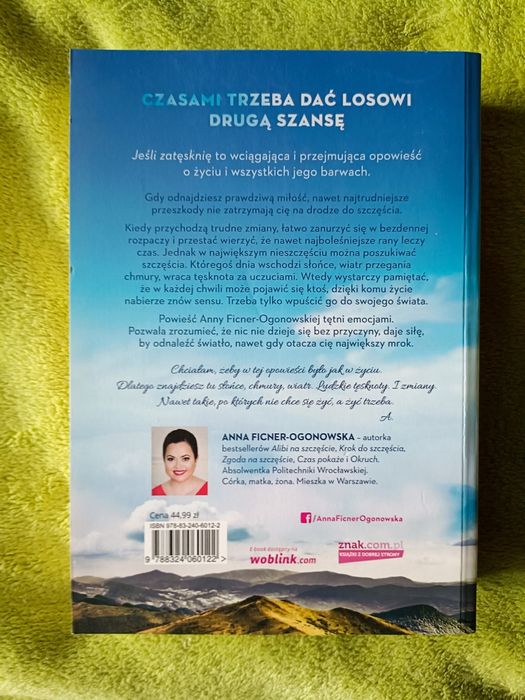 CZASAMI TRZEBA DAĆ LOSOWI
DRUGĄ SZANSĘ
Jeśli zatęsknię to wciągająca i przejmująca opowieść
o życiu i wszystkich jego barwach.
Gdy odnajdziesz prawdziwą miłość, nawet najtrudniejsze
przeszkody nie zatrzymają cię na drodze do szczęścia.
Kiedy przychodzą trudne zmiany, łatwo zanurzyć się w bezdennej
rozpaczy i przestać wierzyć, że nawet najboleśniejsze rany leczy
czas. Jednak w największym nieszczęściu można poszukiwać
szczęścia. Któregoś dnia wschodzi słońce, wiatr przegania
chmury, wraca tęsknota za uczuciami. Wtedy wystarczy pamiętać,
że w każdej chwili może pojawić się ktoś, dzięki komu życie
nabierze znów sensu. Trzeba tylko wpuścić go do swojego świata.
Powieść Anny Ficner-Ogonowskiej tętni emocjami.
Pozwala zrozumieć, że nic nie dzieje się bez przyczyny, daje siłę,
by odnaleźć światło, nawet gdy otacza cię największy mrok.
Chciałam, żeby w tej opowieści było jak w życiu.
Dlatego znajdziesz tu słońce, chmury, wiatr. Ludzkie tęsknoty. I zmiany.
Nawet takie, po których nie chce się żyć, a żyć trzeba.
A.
ANNA FICNER-OGONOWSKA – autorka
bestsellerów Alibi na szczęście, Krok do szczęścia,
Zgoda na szczęście, Czas pokaże i Okruch.
Absolwentka Politechniki Wrocławskiej.
Córka, matka, żona. Mieszka w Warszawie.
Cena 44,99 zł
ISBN 978-83-240-6012-2
9 788324 060122 >
f /AnnaFicnerOgonowska
E-book dostępny na
woblink.com
znak.com.pl
KSIĄŻKI Z DOBREJ STRONY